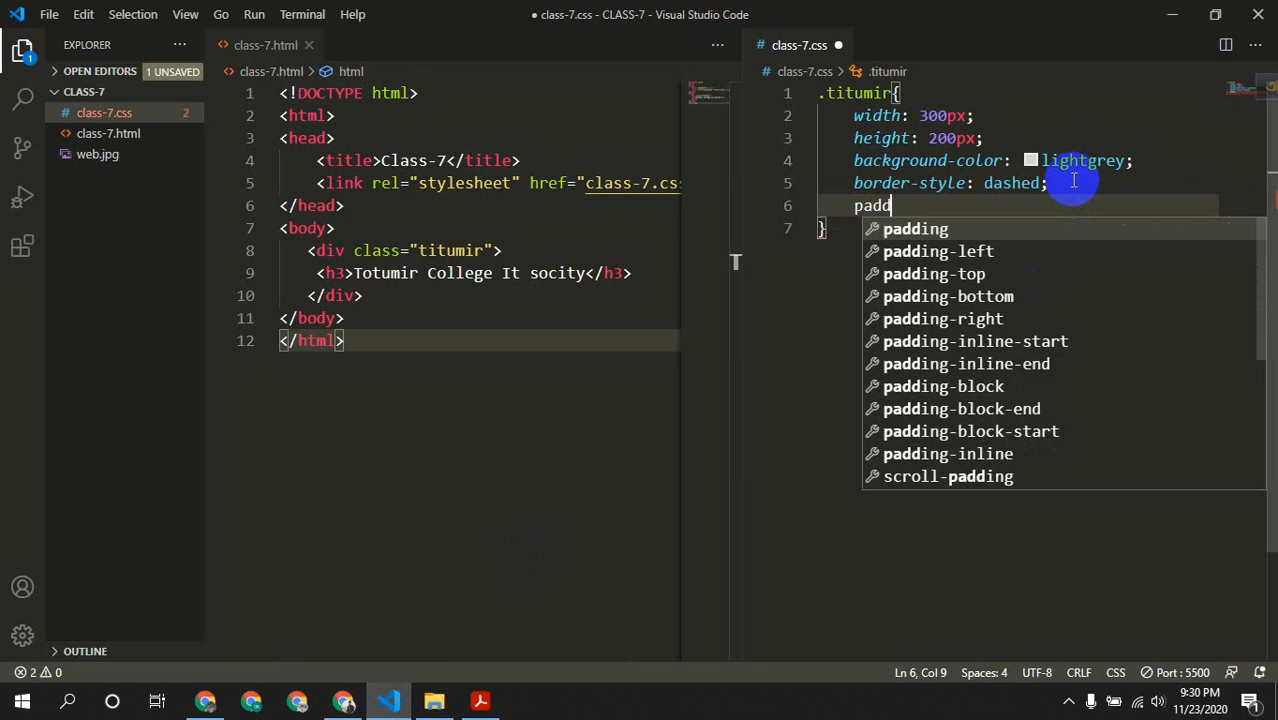 File Edit Selection View Go Run Terminal Help
● class-7.css - CLASS-7 - Visual Studio Code
EXPLORER
OPEN EDITORS 1 UNSAVED
CLASS-7
# class-7.css 2
<> class-7.html
web.jpg
OUTLINE
<> class-7.html
<> class-7.html > html
1 <!DOCTYPE html>
2 <html>
3 <head>
4 <title>Class-7</title>
5 <link rel="stylesheet" href="class-7.css
6 </head>
7 <body>
8 <div class="titumir">
9 <h3>Totumir College It socity</h3>
10 </div>
11 </body>
12 </html>
# class-7.css ●
# class-7.css > .titumir
1 .titumir{
2 width: 300px;
3 height: 200px;
4 background-color: lightgrey;
5 border-style: dashed;
6 padd
7 }
padding
padding-left
padding-top
padding-bottom
padding-right
padding-inline-start
padding-inline-end
padding-block
padding-block-end
padding-block-start
padding-inline
scroll-padding
2 0
Ln 6, Col 9 Spaces: 4 UTF-8 CRLF CSS Port : 5500
9:30 PM
11/23/2020